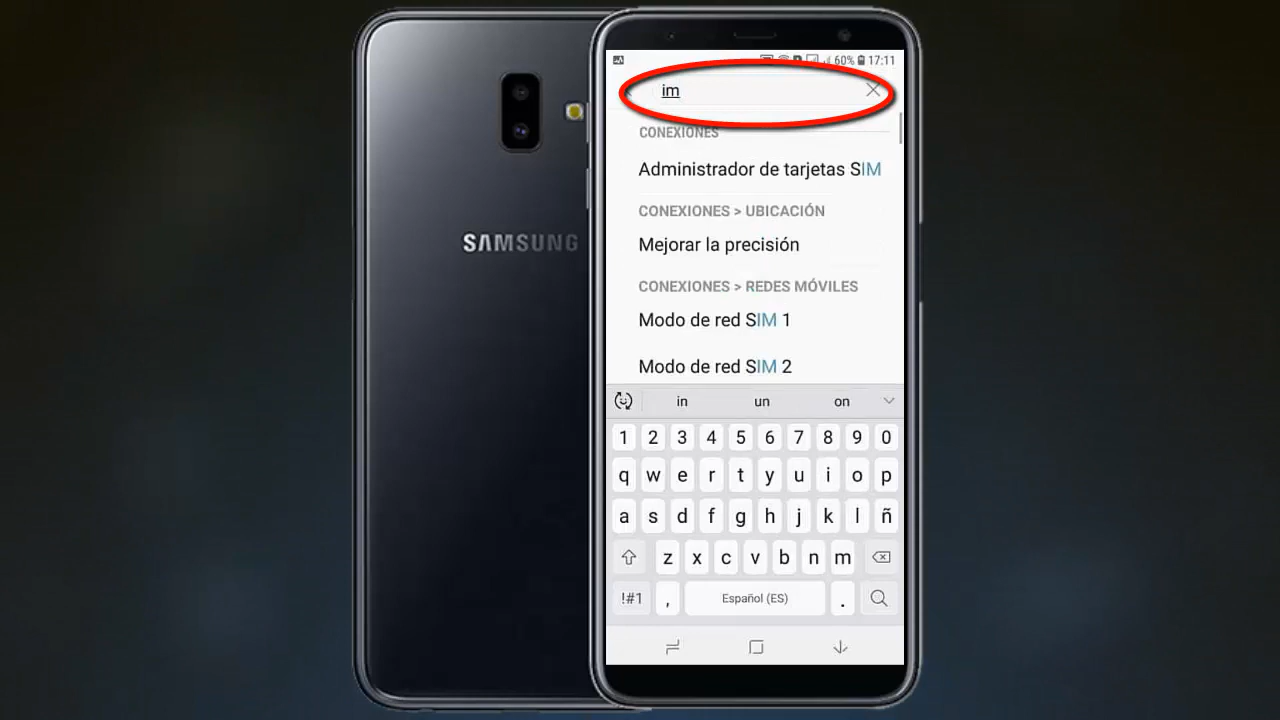 SAMSUNG
60% 17:11
im
CONEXIONES
Administrador de tarjetas SIM
CONEXIONES > UBICACIÓN
Mejorar la precisión
CONEXIONES > REDES MÓVILES
Modo de red SIM 1
Modo de red SIM 2
in un on
1 2 3 4 5 6 7 8 9 0
q w e r t y u i o p
a s d f g h j k l ñ
z x c v b n m
!#1 , Español (ES) .